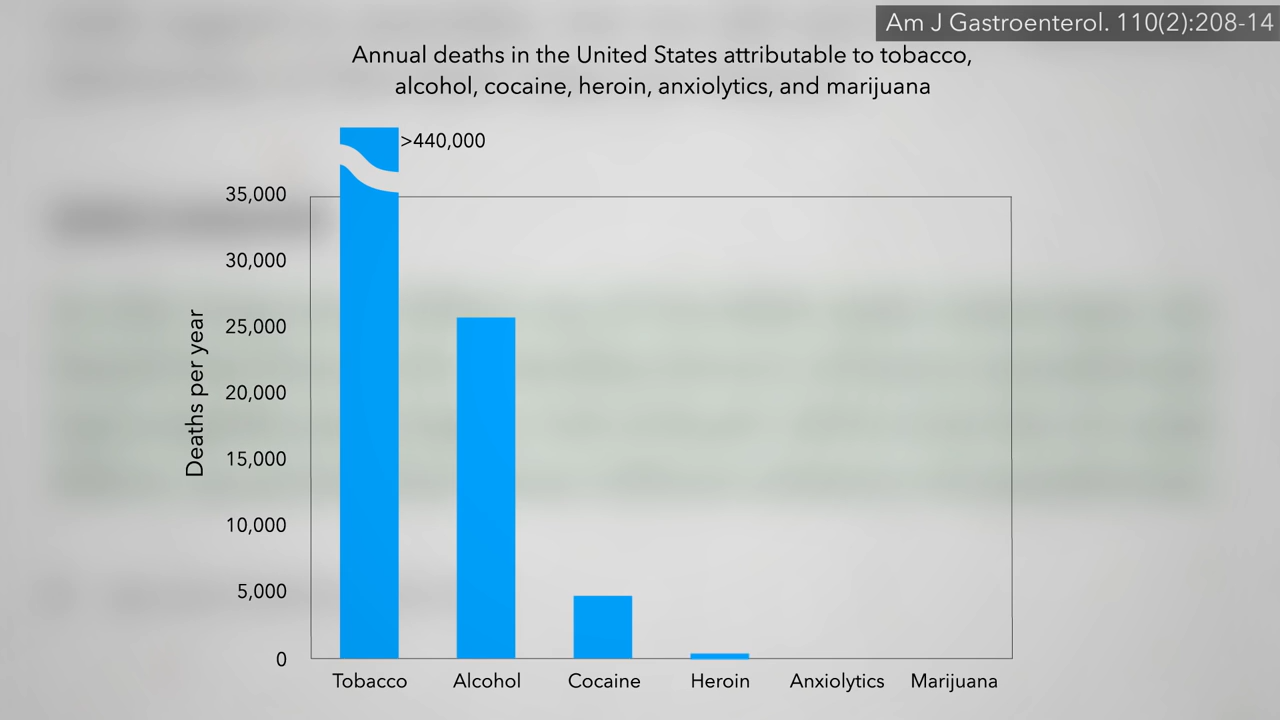 Am J Gastroenterol. 110(2):208-14
Annual deaths in the United States attributable to tobacco,
alcohol, cocaine, heroin, anxiolytics, and marijuana
>440,000
35,000
30,000
25,000
20,000
15,000
10,000
5,000
0
Deaths per year
Tobacco
Alcohol
Cocaine
Heroin
Anxiolytics
Marijuana